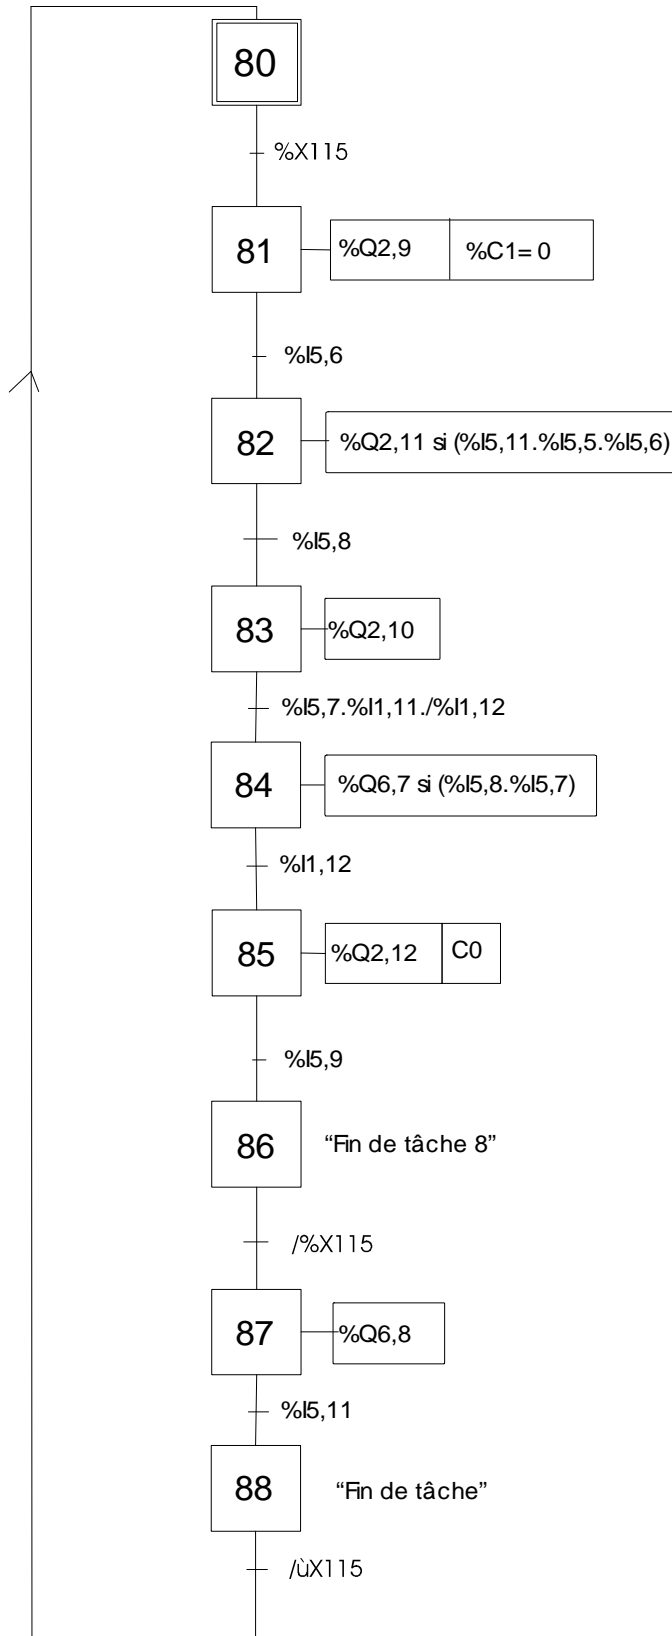 80
%X115
81 %Q2,9 %C1= 0
%I5,6
82 %Q2,11 si (%I5,11.%I5,5.%I5,6)
%I5,8
83 %Q2,10
%I5,7.%I1,11./%I1,12
84 %Q6,7 si (%I5,8.%I5,7)
%I1,12
85 %Q2,12 C0
%I5,9
86 “Fin de tâche 8”
/%X115
87 %Q6,8
%I5,11
88 “Fin de tâche”
/ùX115